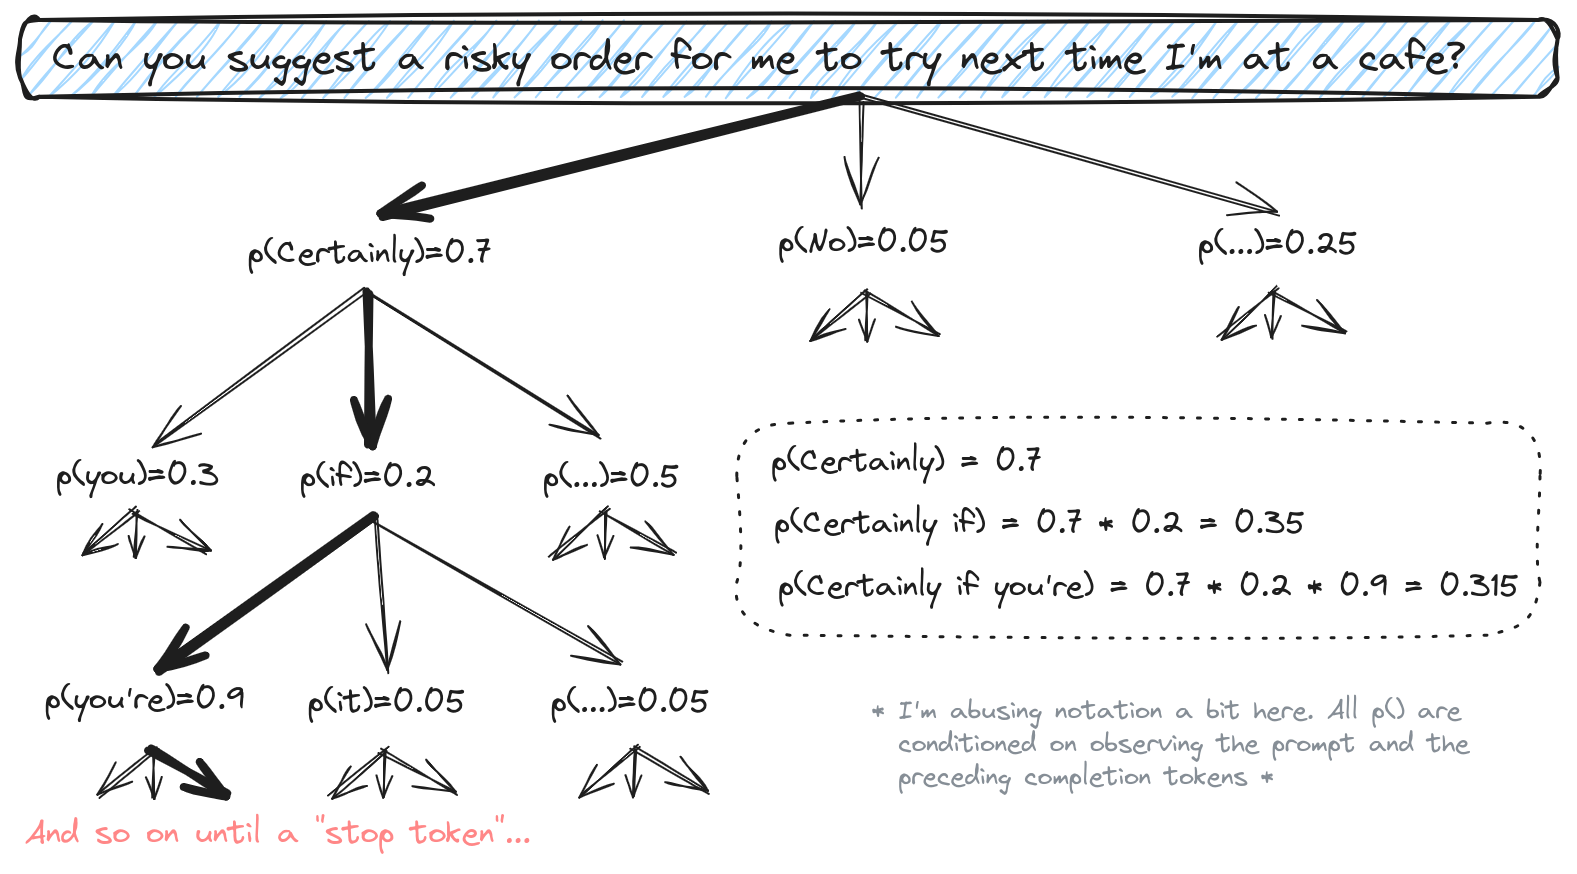 Can you suggest a risky order for me to try next time I'm at a cafe?
p(Certainly)=0.7
p(No)=0.05
p(...)=0.25
p(you)=0.3
p(if)=0.2
p(...)=0.5
p(Certainly) = 0.7
p(Certainly if) = 0.7 * 0.2 = 0.35
p(Certainly if you're) = 0.7 * 0.2 * 0.9 = 0.315
p(you're)=0.9
p(it)=0.05
p(...)=0.05
* I'm abusing notation a bit here. All p() are
conditioned on observing the prompt and the
preceding completion tokens *
And so on until a "stop token"...